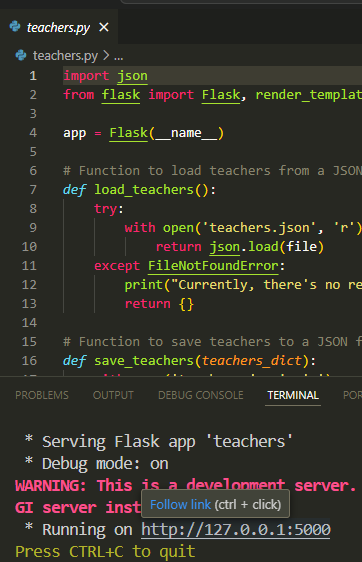 teachers.py
teachers.py > ...
1 import json
2 from flask import Flask, render_templat
3
4 app = Flask(__name__)
5
6 # Function to load teachers from a JSON
7 def load_teachers():
8 try:
9 with open('teachers.json', 'r')
10 return json.load(file)
11 except FileNotFoundError:
12 print("Currently, there's no re
13 return {}
14
15 # Function to save teachers to a JSON f
16 def save_teachers(teachers_dict):
PROBLEMS OUTPUT DEBUG CONSOLE TERMINAL POR
* Serving Flask app 'teachers'
* Debug mode: on
WARNING: This is a development server.
Follow link (ctrl + click)
GI server inst
* Running on http://127.0.0.1:5000
Press CTRL+C to quit